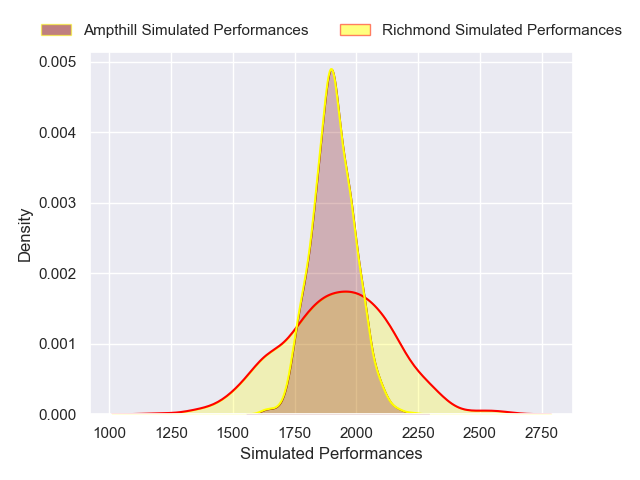 Ampthill Simulated Performances Richmond Simulated Performances
0.005
0.004
0.003
0.002
0.001
0.000
Density
1000 1250 1500 1750 2000 2250 2500 2750
Simulated Performances